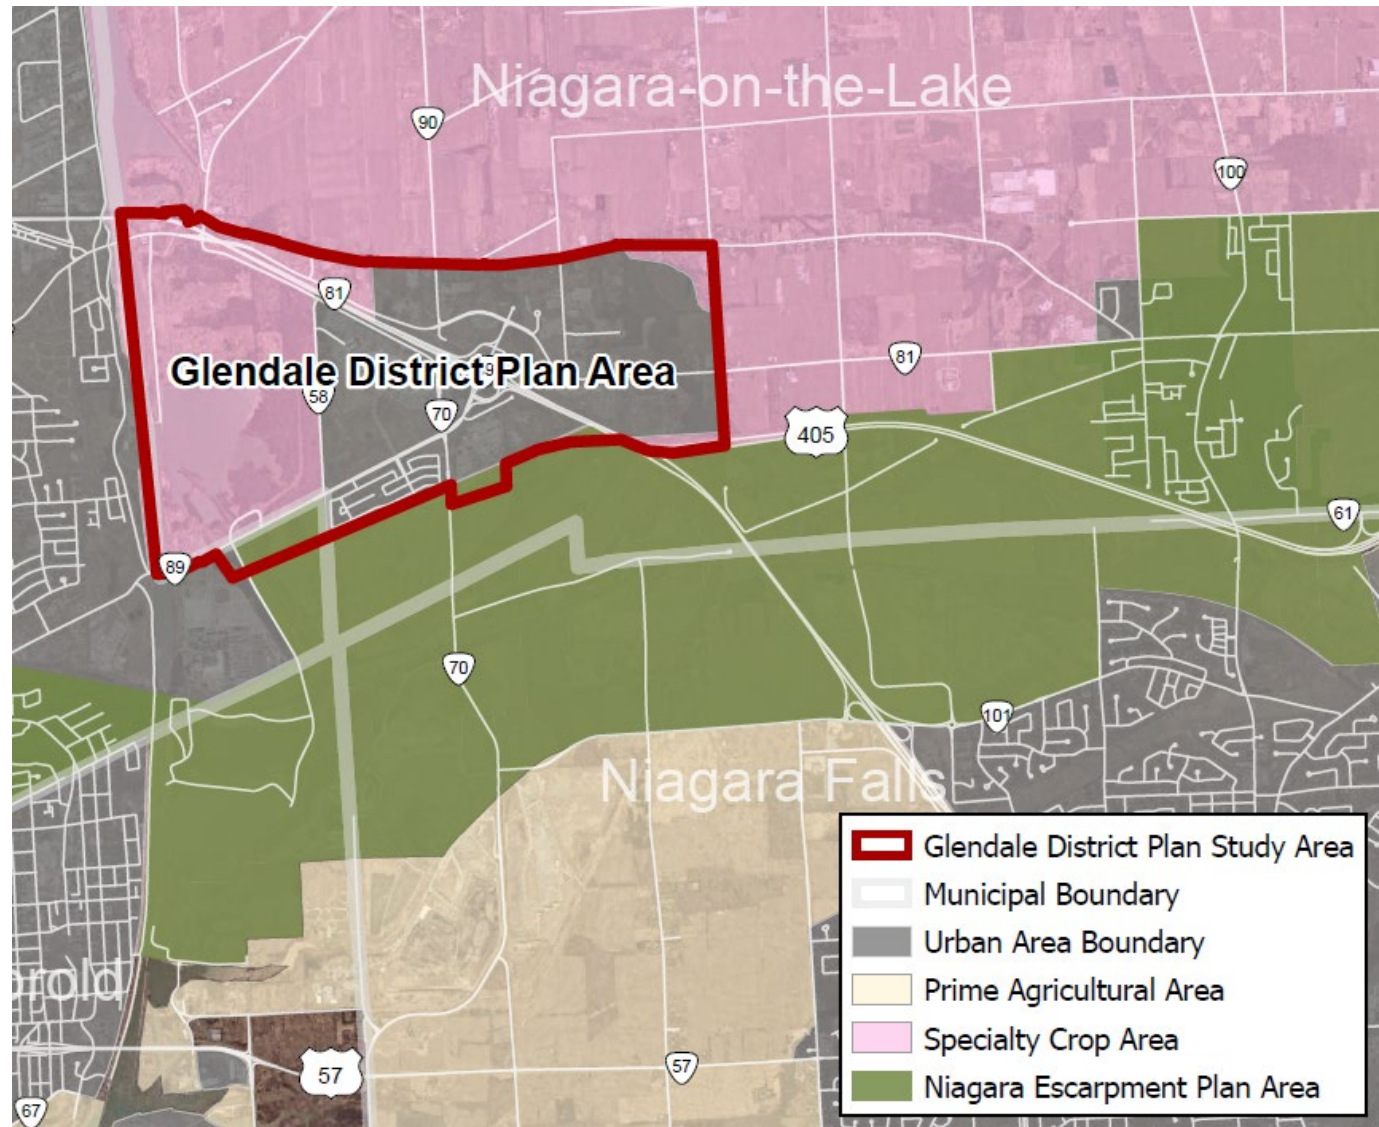 Niagara-on-the-Lake
90
100
81
Glendale District Plan Area
9
81
58
70
405
61
89
70
101
Niagara Falls
Glendale District Plan Study Area
Municipal Boundary
Urban Area Boundary
Prime Agricultural Area
Specialty Crop Area
Niagara Escarpment Plan Area
orold
57
57
67